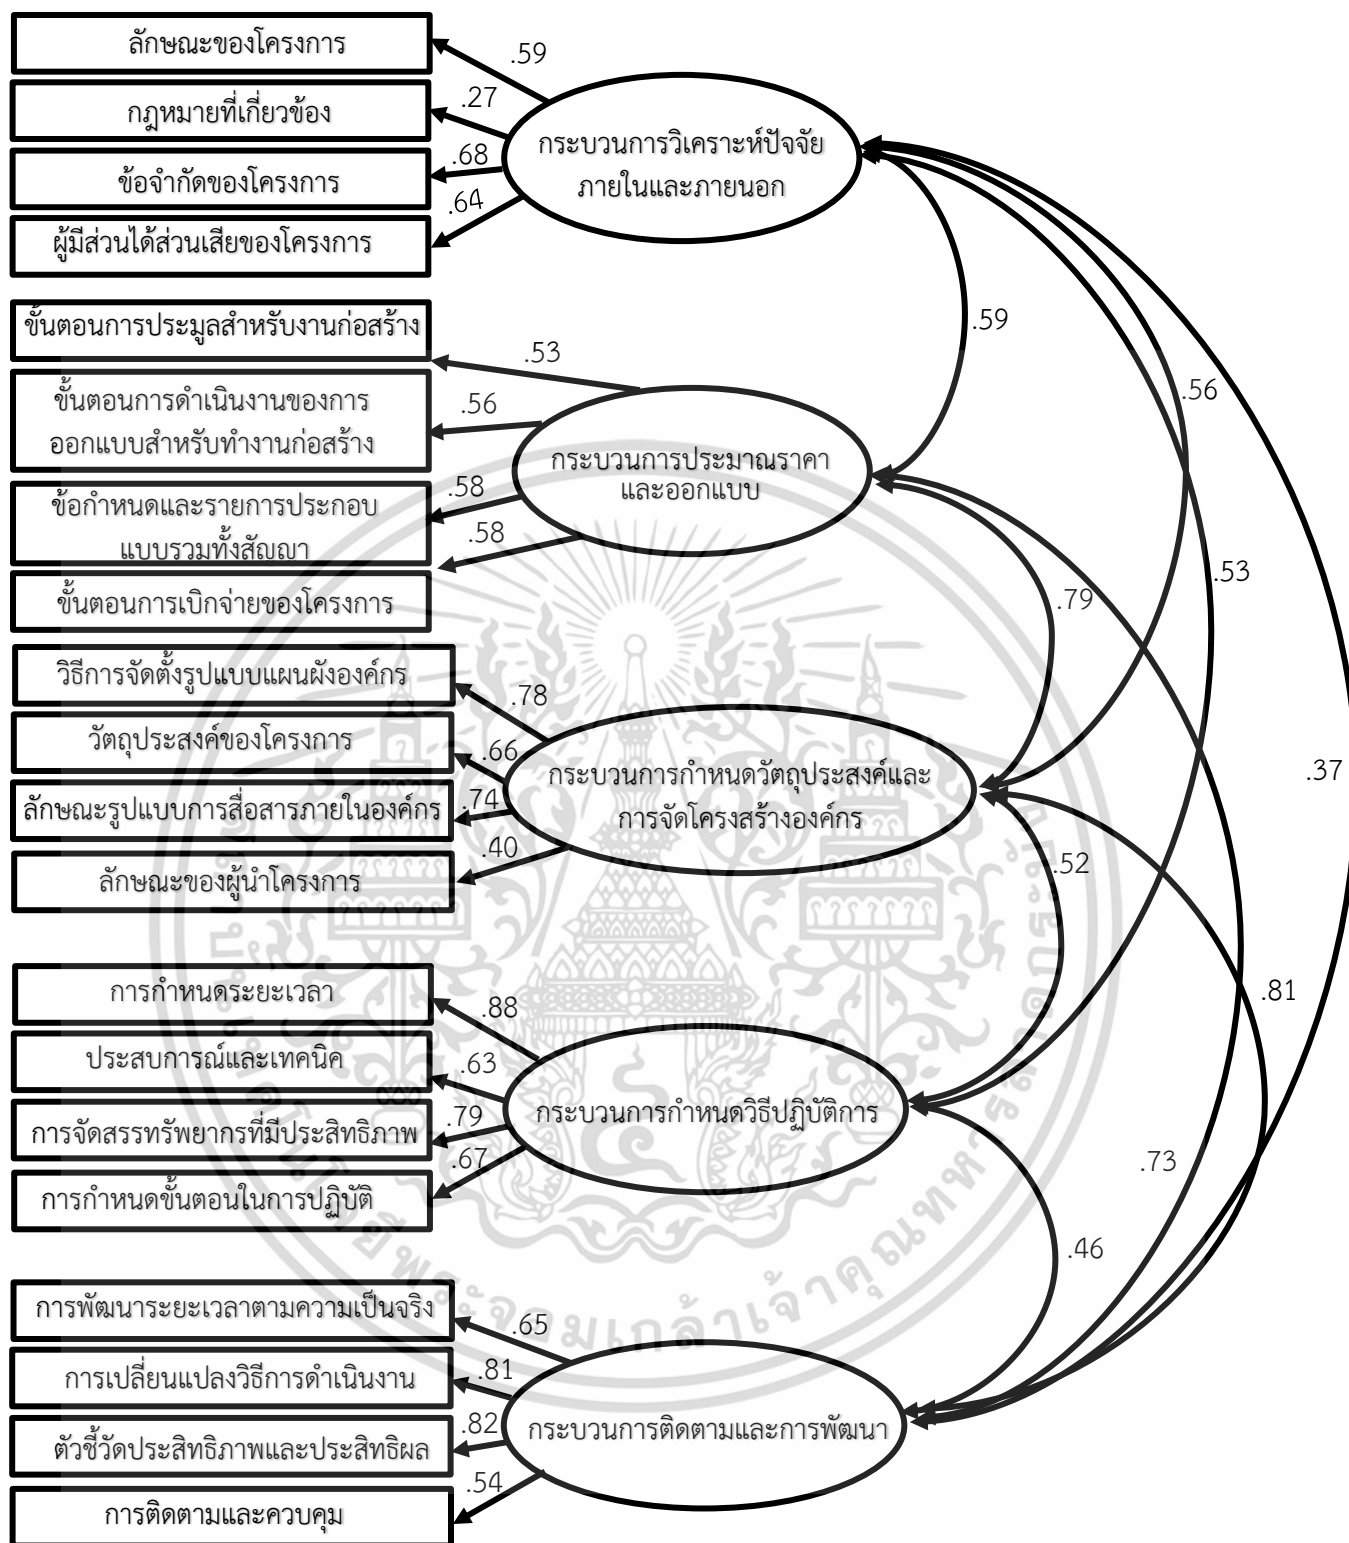 ลักษณะของโครงการ
.59
กฎหมายที่เกี่ยวข้อง
.27
ข้อจำกัดของโครงการ
.68
ผู้มีส่วนได้ส่วนเสียของโครงการ
.64
กระบวนการวิเคราะห์ปัจจัย
ภายในและภายนอก
ขั้นตอนการประมูลสำหรับงานก่อสร้าง
.53
ขั้นตอนการดำเนินงานของการ
ออกแบบสำหรับทำงานก่อสร้าง
.56
ข้อกำหนดและรายการประกอบ
แบบรวมทั้งสัญญา
.58
ขั้นตอนการเบิกจ่ายของโครงการ
.58
กระบวนการประมาณราคา
และออกแบบ
วิธีการจัดตั้งรูปแบบแผนผังองค์กร
.78
วัตถุประสงค์ของโครงการ
.66
ลักษณะรูปแบบการสื่อสารภายในองค์กร
.74
ลักษณะของผู้นำโครงการ
.40
กระบวนการกำหนดวัตถุประสงค์และ
การจัดโครงสร้างองค์กร
การกำหนดระยะเวลา
.88
ประสบการณ์และเทคนิค
.63
การจัดสรรทรัพยากรที่มีประสิทธิภาพ
.79
การกำหนดขั้นตอนในการปฏิบัติ
.67
กระบวนการกำหนดวิธีปฏิบัติการ
การพัฒนาระยะเวลาตามความเป็นจริง
.65
การเปลี่ยนแปลงวิธีการดำเนินงาน
.81
ตัวชี้วัดประสิทธิภาพและประสิทธิผล
.82
การติดตามและควบคุม
.54
กระบวนการติดตามและการพัฒนา
.59
.56
.53
.79
.37
.52
.81
.73
.46
พระจอมเกล้าเจ้าคุณทหารลาดกระบัง